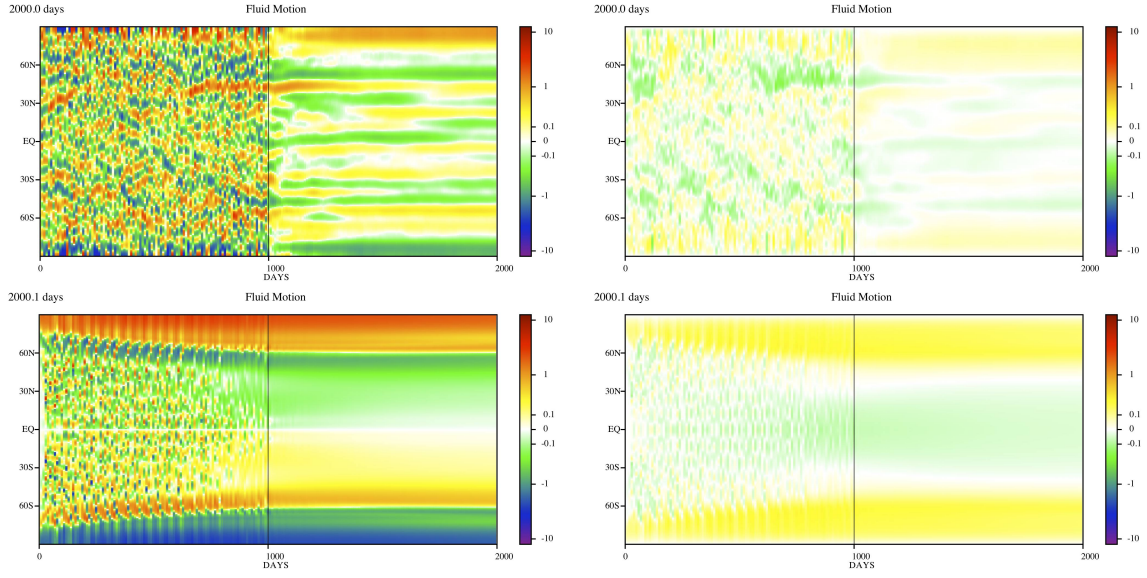 2000.0 days Fluid Motion
10
1
0.1
0
-0.1
-1
-10
60N
30N
EQ
30S
60S
0 1000 2000
DAYS
2000.0 days Fluid Motion
10
1
0.1
0
-0.1
-1
-10
60N
30N
EQ
30S
60S
0 1000 2000
DAYS
2000.1 days Fluid Motion
10
1
0.1
0
-0.1
-1
-10
60N
30N
EQ
30S
60S
0 1000 2000
DAYS
2000.1 days Fluid Motion
10
1
0.1
0
-0.1
-1
-10
60N
30N
EQ
30S
60S
0 1000 2000
DAYS